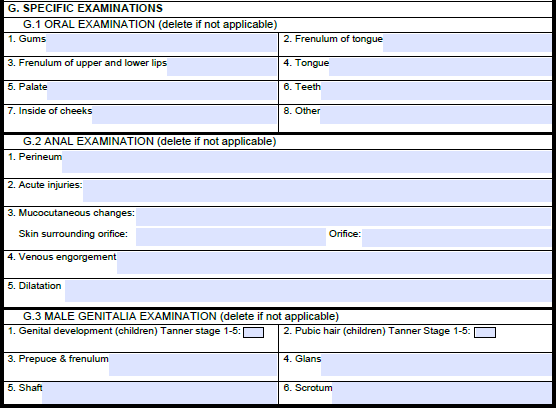 G. SPECIFIC EXAMINATIONS
G.1 ORAL EXAMINATION (delete if not applicable)
1. Gums 2. Frenulum of tongue
3. Frenulum of upper and lower lips 4. Tongue
5. Palate 6. Teeth
7. Inside of cheeks 8. Other
G.2 ANAL EXAMINATION (delete if not applicable)
1. Perineum
2. Acute injuries:
3. Mucocutaneous changes:
Skin surrounding orifice: Orifice:
4. Venous engorgement
5. Dilatation
G.3 MALE GENITALIA EXAMINATION (delete if not applicable)
1. Genital development (children) Tanner stage 1-5: 2. Pubic hair (children) Tanner Stage 1-5:
3. Prepuce & frenulum 4. Glans
5. Shaft 6. Scrotum